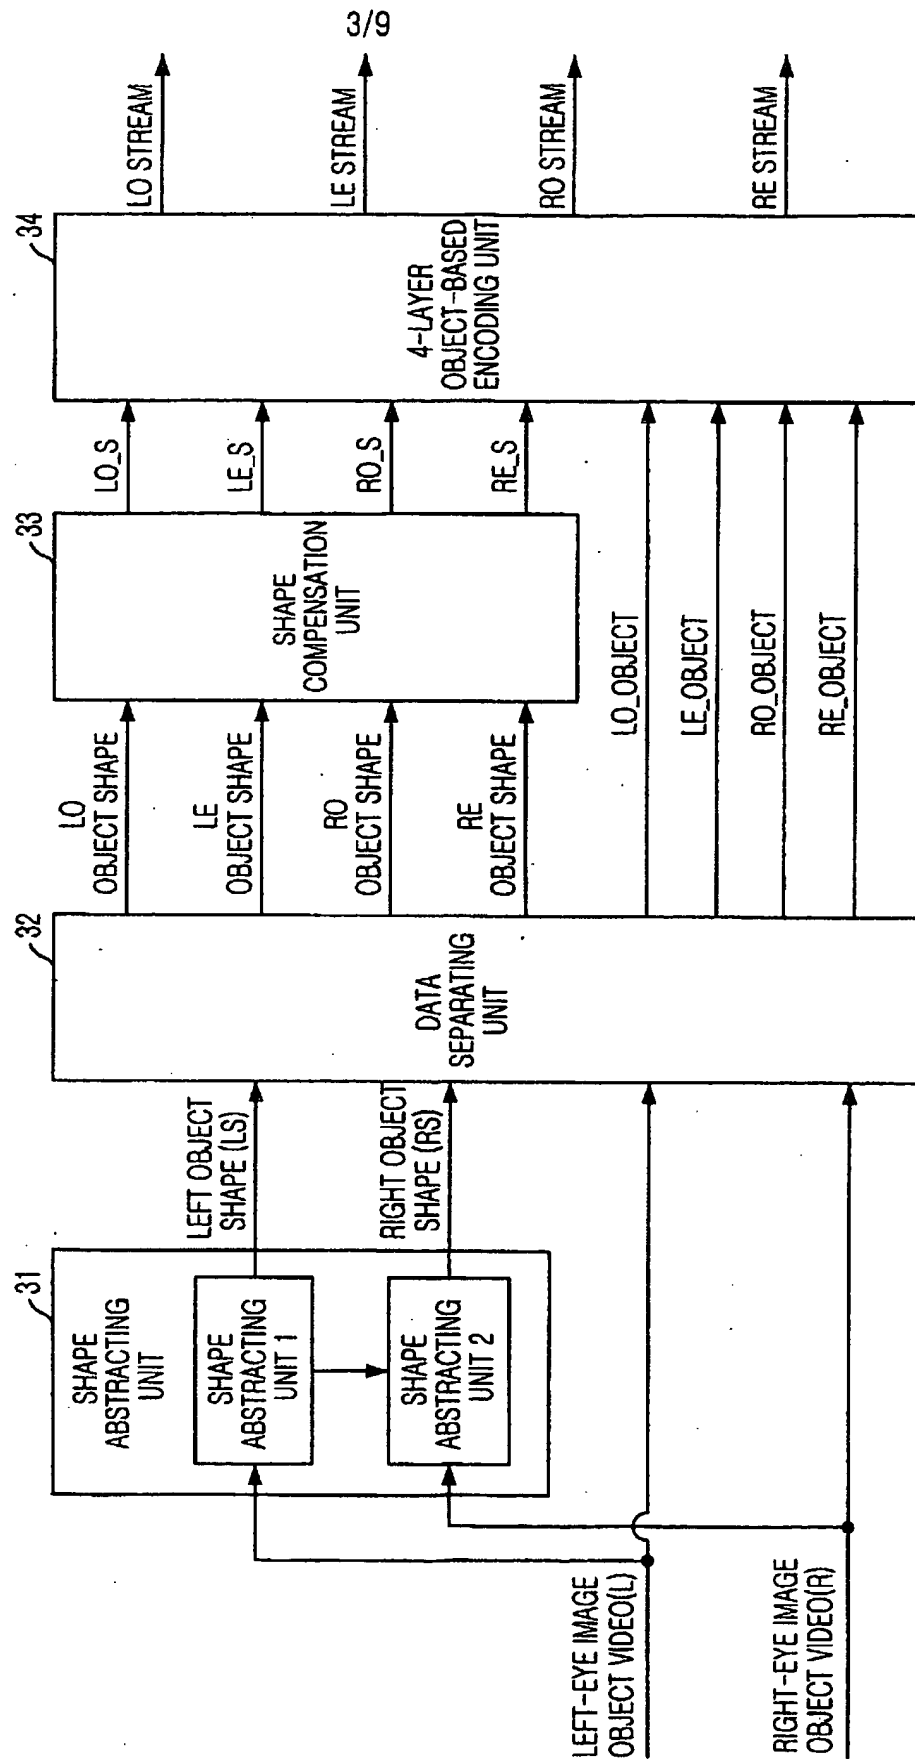 3/9
31
SHAPE
ABSTRACTING
UNIT
SHAPE
ABSTRACTING
UNIT 1
SHAPE
ABSTRACTING
UNIT 2
LEFT-EYE IMAGE
OBJECT VIDEO(L)
RIGHT-EYE IMAGE
OBJECT VIDEO(R)
LEFT OBJECT
SHAPE (LS)
RIGHT OBJECT
SHAPE (RS)
32
DATA
SEPARATING
UNIT
LO
OBJECT SHAPE
LE
OBJECT SHAPE
RO
OBJECT SHAPE
RE
OBJECT SHAPE
LO_OBJECT
LE_OBJECT
RO_OBJECT
RE_OBJECT
33
SHAPE
COMPENSATION
UNIT
LO_S
LE_S
RO_S
RE_S
34
4-LAYER
OBJECT-BASED
ENCODING UNIT
LO STREAM
LE STREAM
RO STREAM
RE STREAM